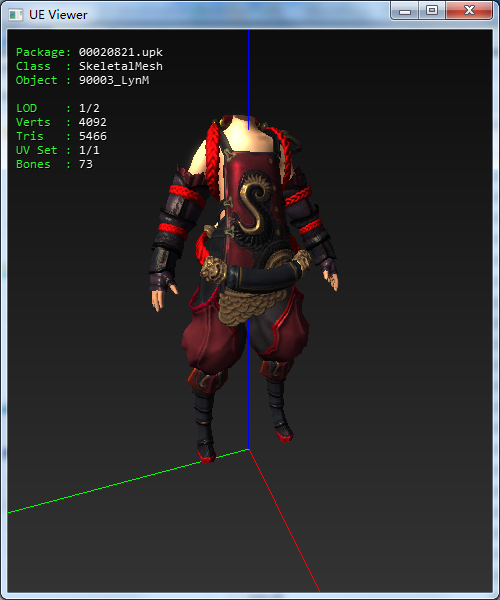 UE Viewer
Package: 00020821.upk
Class : SkeletalMesh
Object : 90003_LynM
LOD : 1/2
Verts : 4092
Tris : 5466
UV Set : 1/1
Bones : 73